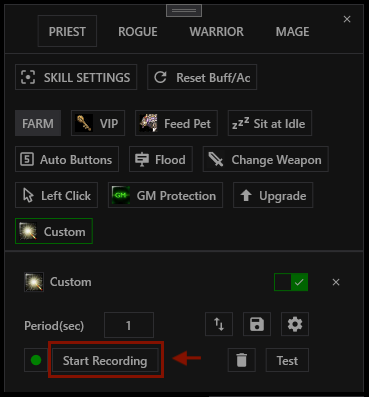 PRIEST ROGUE WARRIOR MAGE
SKILL SETTINGS Reset Buff/Ac
FARM VIP Feed Pet zzZ Sit at Idle
5 Auto Buttons Flood Change Weapon
Left Click GM GM Protection Upgrade
Custom
Custom
Period(sec) 1
Start Recording Test